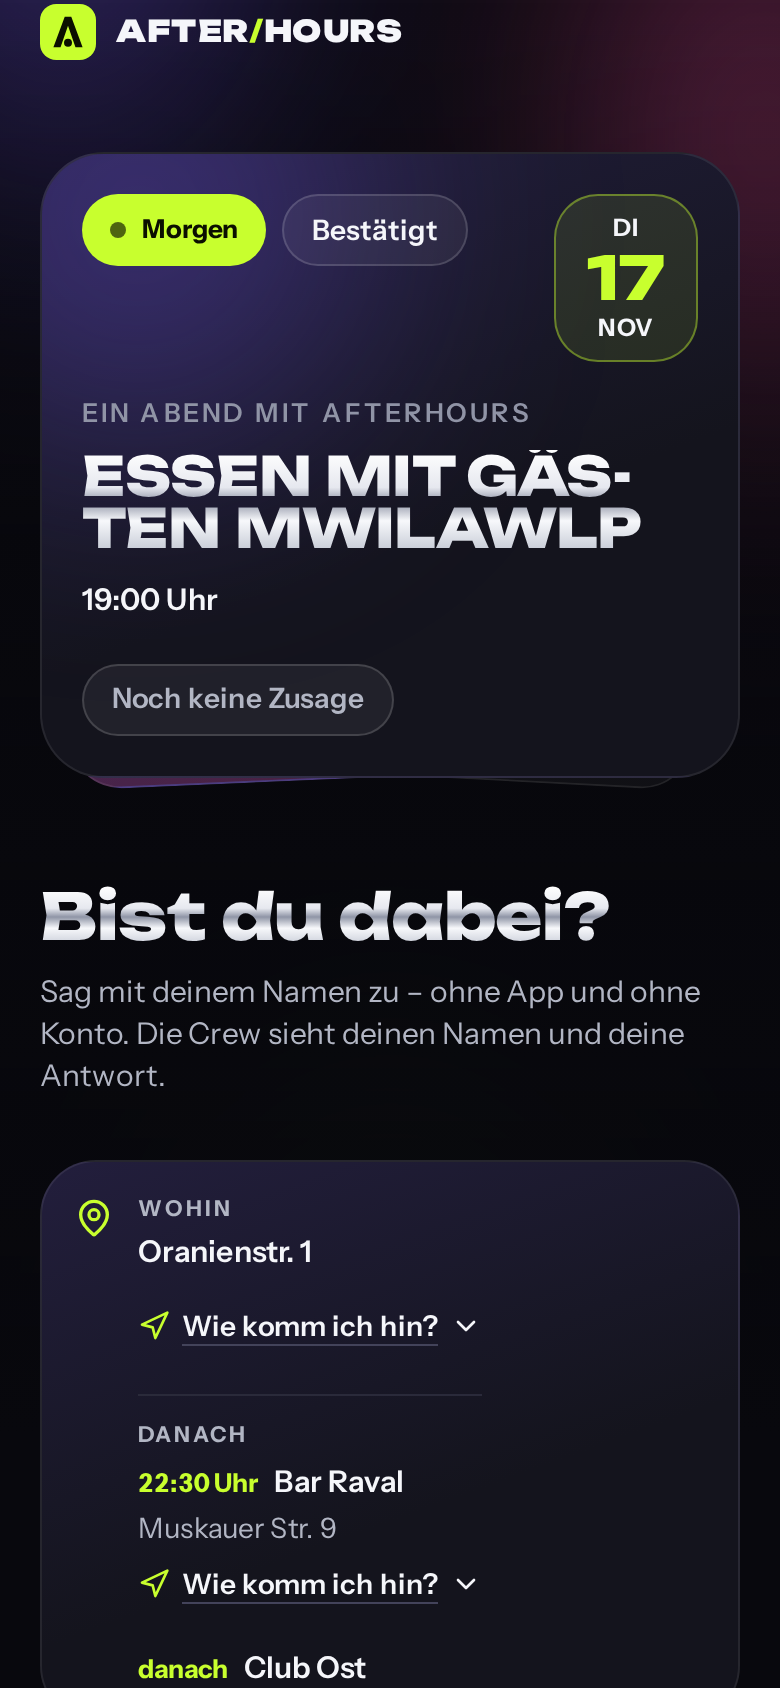 AFTER/HOURS
Morgen
Bestätigt
DI
17
NOV
EIN ABEND MIT AFTERHOURS
ESSEN MIT GÄS-
TEN MWILAWLP
19:00 Uhr
Noch keine Zusage
Bist du dabei?
Sag mit deinem Namen zu – ohne App und ohne
Konto. Die Crew sieht deinen Namen und deine
Antwort.
WOHIN
Oranienstr. 1
Wie komm ich hin?
DANACH
22:30 Uhr Bar Raval
Muskauer Str. 9
Wie komm ich hin?
danach Club Ost